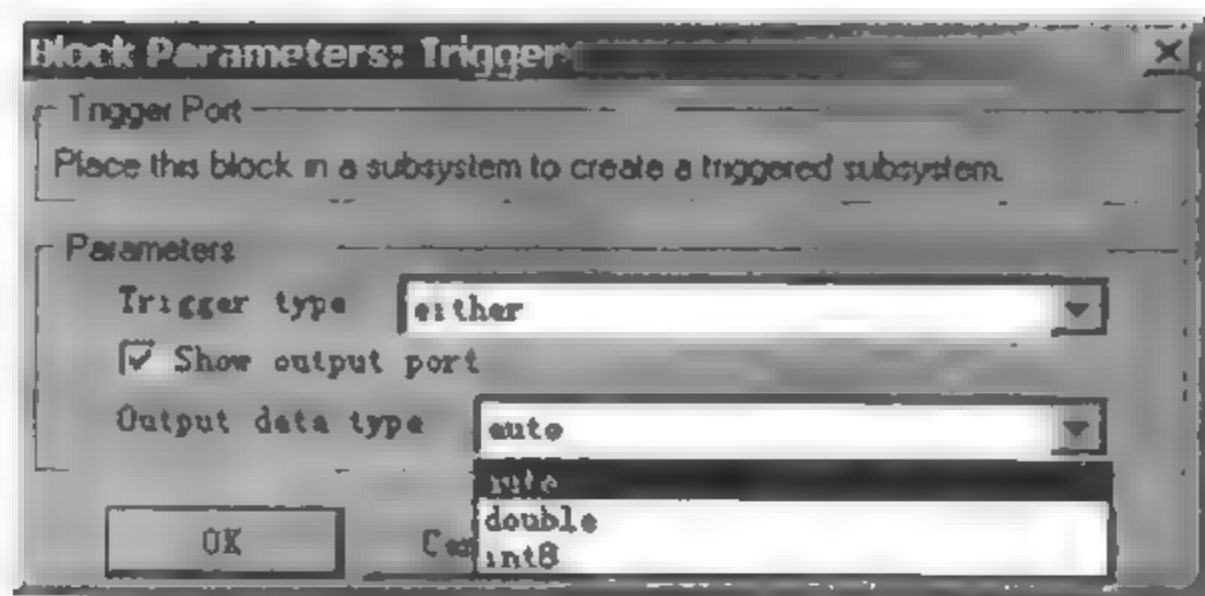 Block Parameters: Trigger
Trigger Port
Place this block in a subsystem to create a triggered subsystem.
Parameters
Trigger type either
Show output port
Output data type auto
auto
double
int8
OK